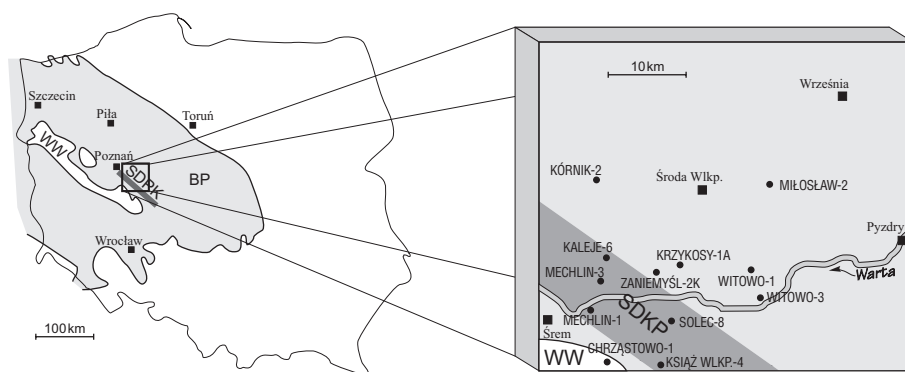 Szczecin
Piła
Toruń
WW
Poznań
SDRK
BP
Wrocław
100 km
10 km
Września
KÓRNIK-2
Środa Wlkp.
MIŁOSŁAW-2
Pyzdry
KALEJE-6
KRZYKOSY-1A
MECHLIN-3
ZANIEMYŚL-2K
WITOWO-1
Warta
WITOWO-3
SDKP
MECHLIN-1
SOLEC-8
Śrem
WW
CHRZĄSTOWO-1
KSIĄŻ WLKP.-4